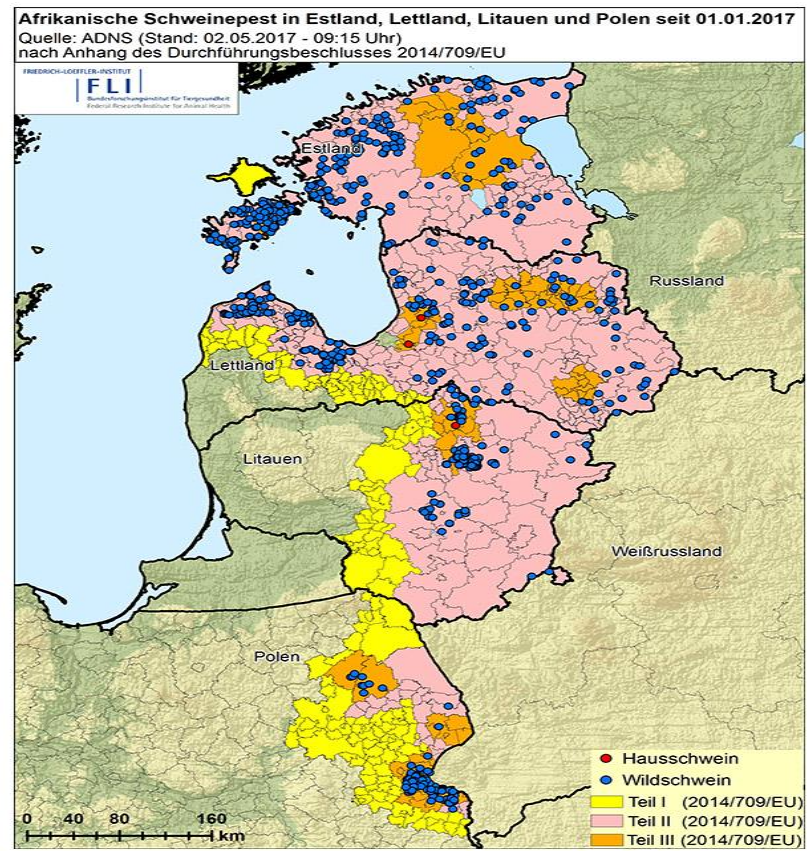 Afrikanische Schweinepest in Estland, Lettland, Litauen und Polen seit 01.01.2017
Quelle: ADNS (Stand: 02.05.2017 - 09:15 Uhr)
nach Anhang des Durchführungsbeschlusses 2014/709/EU
FRIEDRICH-LOEFFLER-INSTITUT
FLI
Bundesforschungsinstitut für Tiergesundheit
Federal Research Institute for Animal Health
Estland
Russland
Lettland
Litauen
Weißrussland
Polen
Hausschwein
Wildschwein
Teil I (2014/709/EU)
Teil II (2014/709/EU)
Teil III (2014/709/EU)
0 40 80 160
km